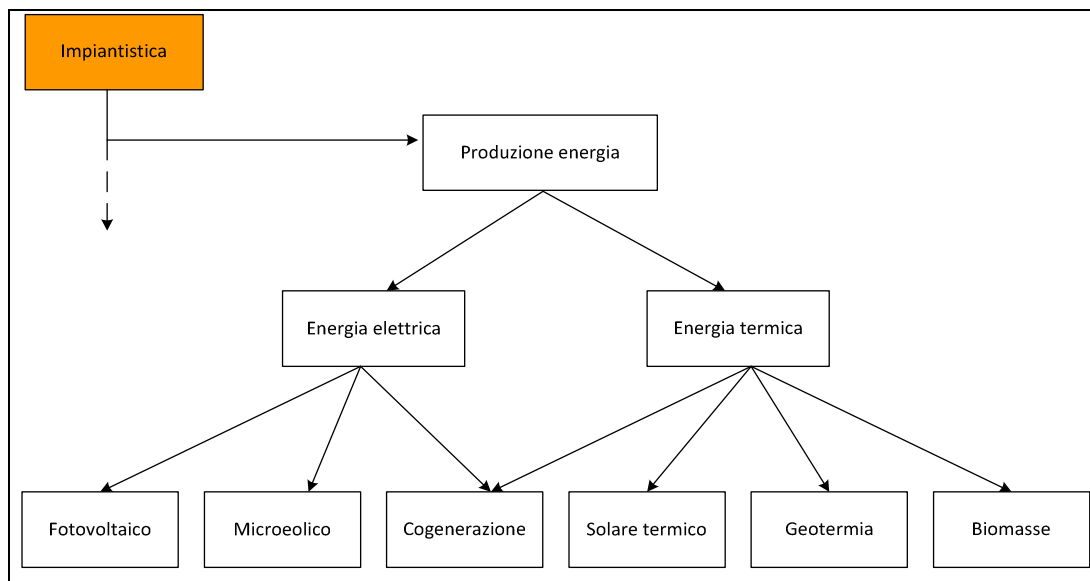 Impiantistica
Produzione energia
Energia elettrica
Energia termica
Fotovoltaico
Microeolico
Cogenerazione
Solare termico
Geotermia
Biomasse